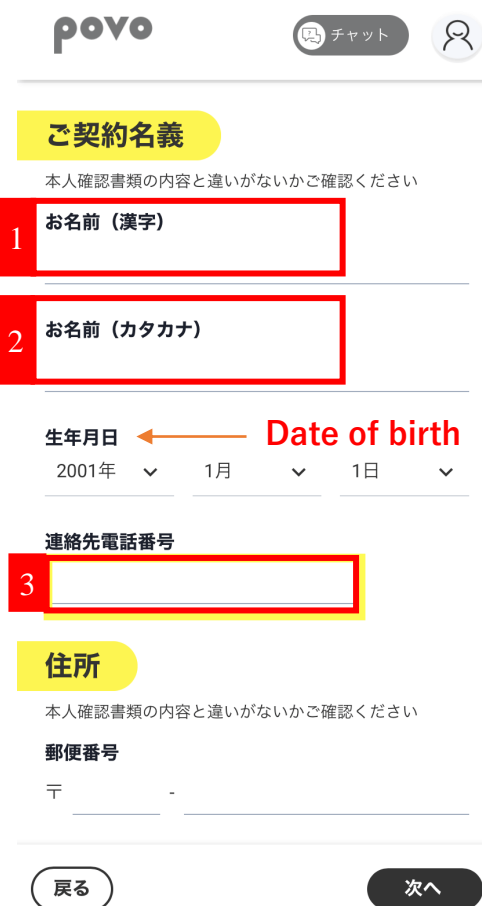 povo
チャット
ご契約名義
本人確認書類の内容と違いがないかご確認ください
1
お名前（漢字）
2
お名前（カタカナ）
生年月日 Date of birth
2001年 1月 1日
連絡先電話番号
3
住所
本人確認書類の内容と違いがないかご確認ください
郵便番号
〒 -
戻る 次へ